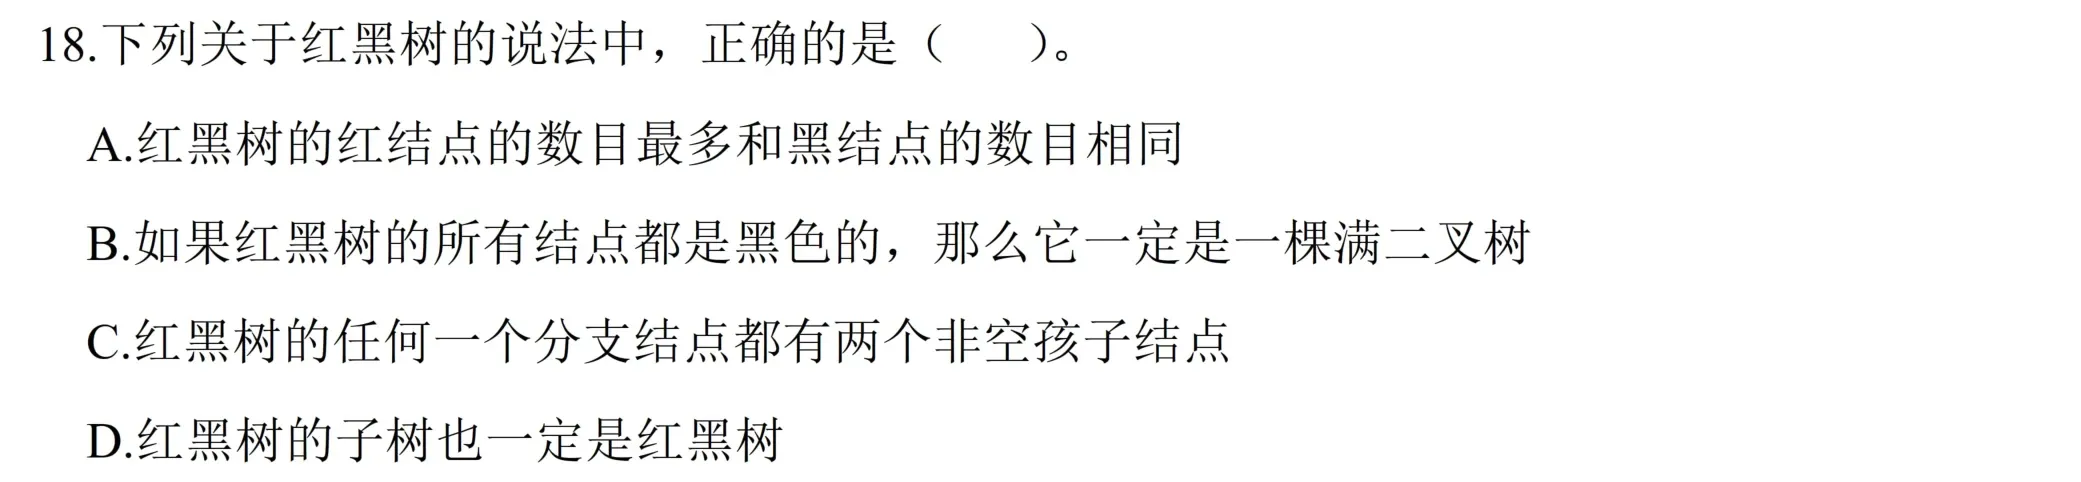 18.下列关于红黑树的说法中，正确的是（　　）。
A.红黑树的红结点的数目最多和黑结点的数目相同
B.如果红黑树的所有结点都是黑色的，那么它一定是一棵满二叉树
C.红黑树的任何一个分支结点都有两个非空孩子结点
D.红黑树的子树也一定是红黑树